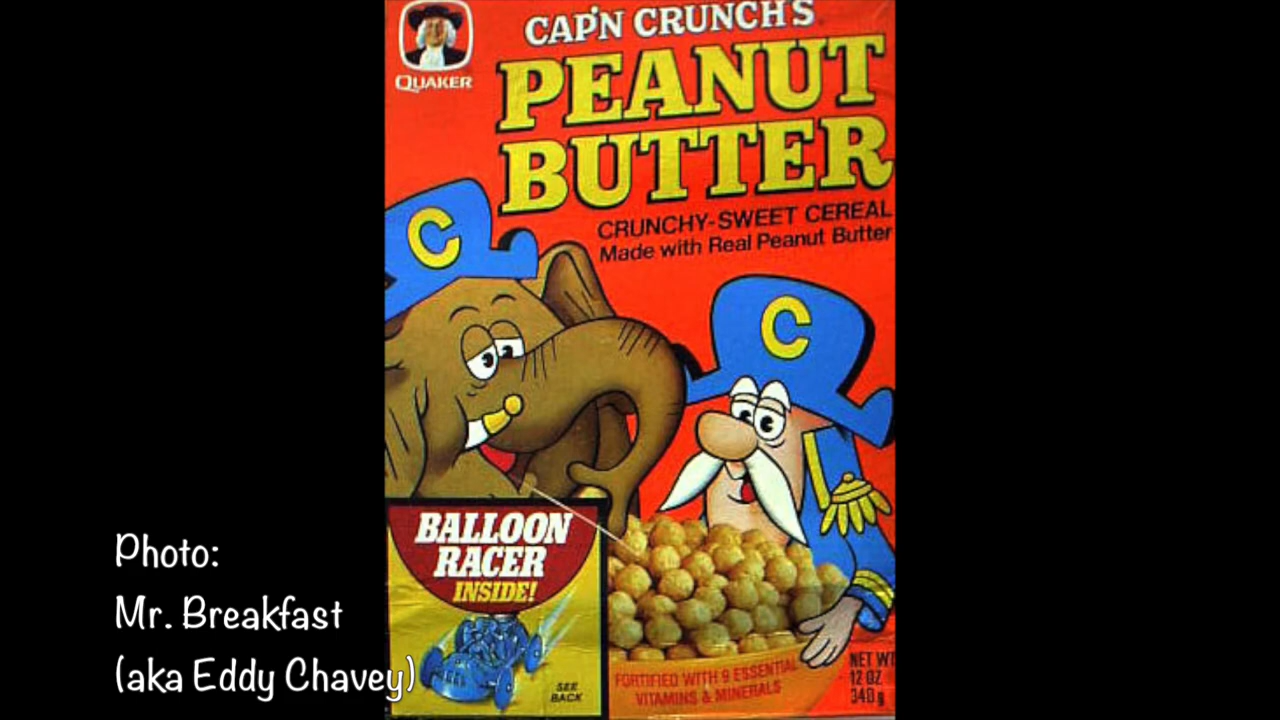 QUAKER
CAP'N CRUNCH'S
PEANUT
BUTTER
CRUNCHY-SWEET CEREAL
Made with Real Peanut Butter
C
C
BALLOON
RACER
INSIDE!
SEE
BACK
FORTIFIED WITH 9 ESSENTIAL
VITAMINS & MINERALS
NET WT
12 OZ
340 g
Photo:
Mr. Breakfast
(aka Eddy Chavey)